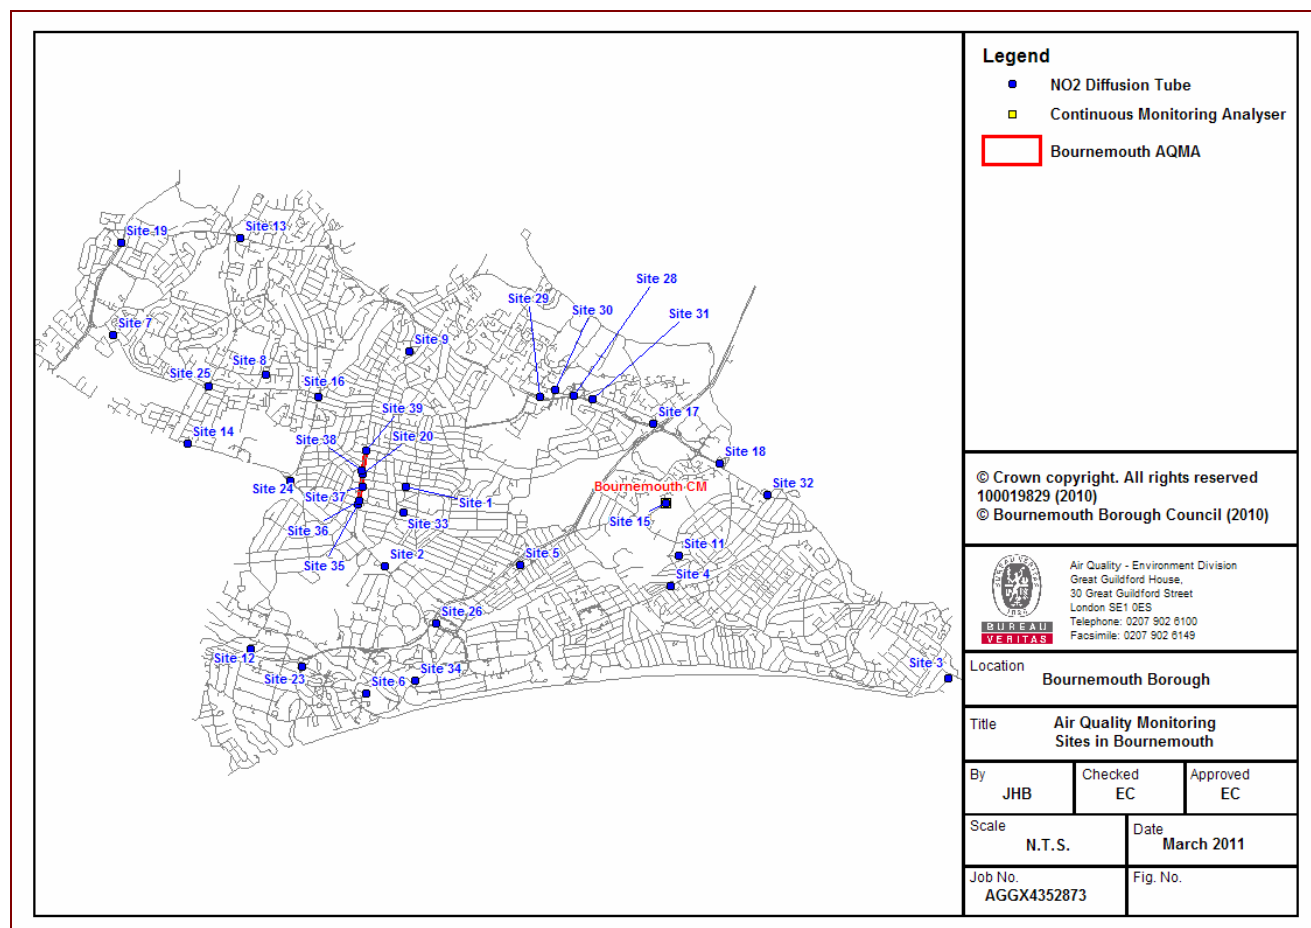 Legend
NO2 Diffusion Tube
Continuous Monitoring Analyser
Bournemouth AQMA
Site 19
Site 13
Site 28
Site 29
Site 30
Site 31
Site 7
Site 9
Site 8
Site 25
Site 16
Site 39
Site 14
Site 38
Site 20
Site 17
Site 18
Site 24
Bournemouth CM
Site 32
Site 37
Site 1
Site 36
Site 33
Site 15
Site 35
Site 2
Site 5
Site 11
Site 4
Site 26
Site 12
Site 23
Site 34
Site 6
Site 3
© Crown copyright. All rights reserved
100019829 (2010)
© Bournemouth Borough Council (2010)
BUREAU VERITAS
1828
BUREAU
VERITAS
Air Quality - Environment Division
Great Guildford House,
30 Great Guildford Street
London SE1 0ES
Telephone: 0207 902 6100
Facsimile: 0207 902 6149
Location
Bournemouth Borough
Title
Air Quality Monitoring
Sites in Bournemouth
By
JHB
Checked
EC
Approved
EC
Scale
N.T.S.
Date
March 2011
Job No.
AGGX4352873
Fig. No.